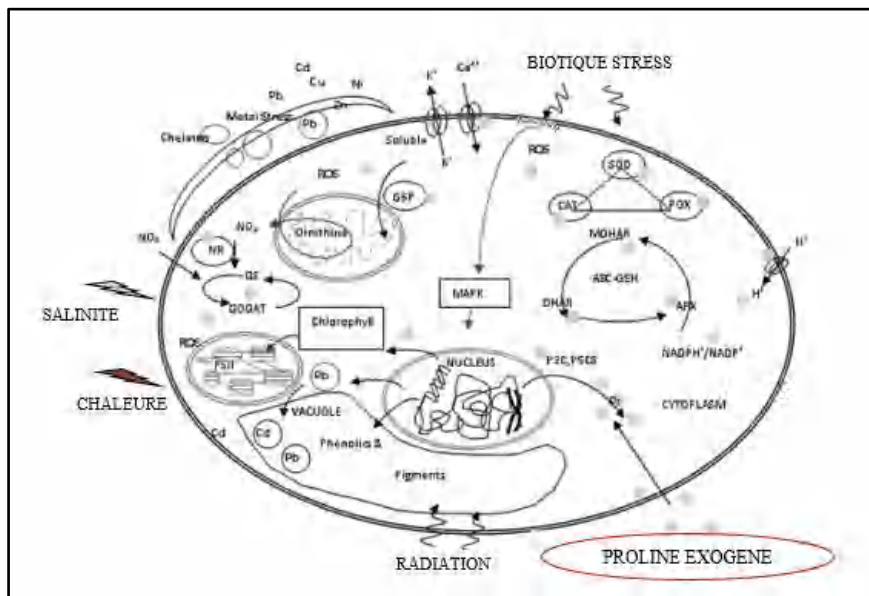 BIOTIQUE STRESS
Cd
Cu
Ni
Pb
Zn
Metal Stress
Pb
Chelates
K⁺
Ca⁺⁺
Soluble
K⁺
ROS
ROS
GBP
SOD
CAT
POX
MDHAR
ASC-GSH
DHAR
APX
NADPH⁺/NADP⁺
H⁺
H⁺
NO₃
NR
NO₂
Ornithine
GS
GOGAT
MAPK
SALINITE
ROS
Chlorophyll
PSII
NUCLEUS
P2C,P5CS
CHALEURE
Pb
VACUOLE
CYTOPLASM
Cd
Cd
Phenolics &
Pb
Pigments
RADIATION
PROLINE EXOGENE